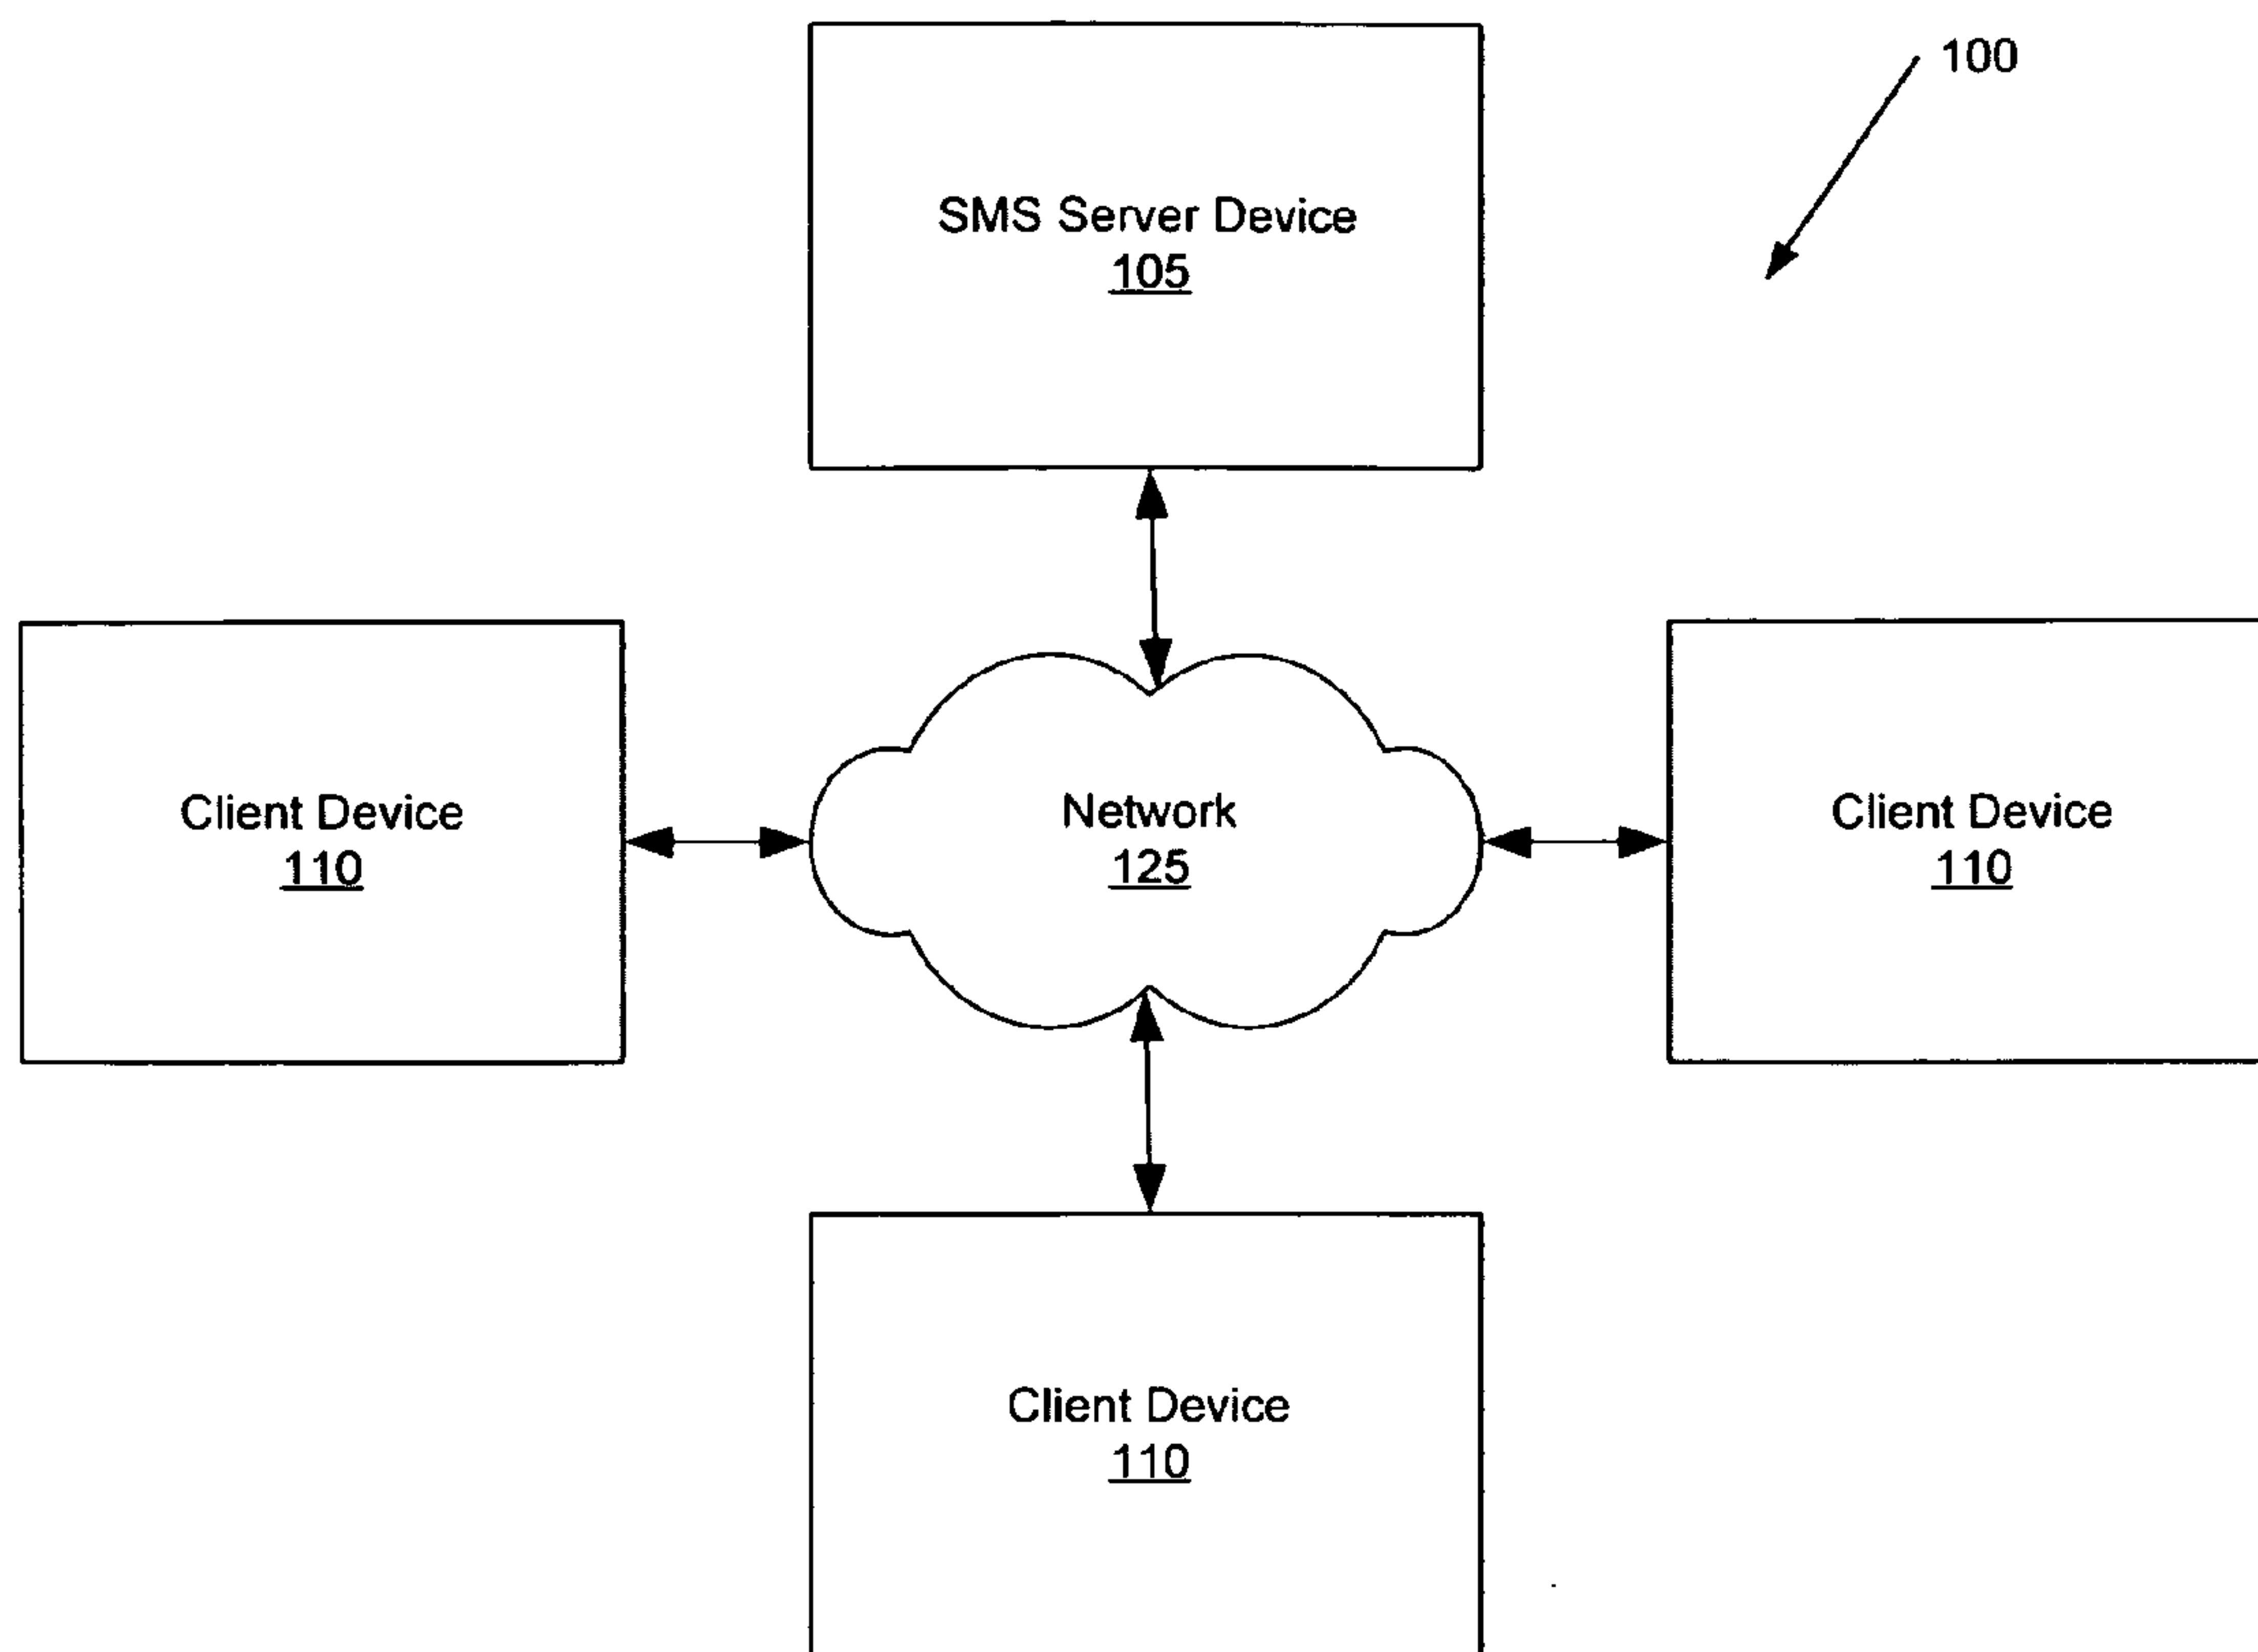 100
SMS Server Device
105
Client Device
110
Network
125
Client Device
110
Client Device
110